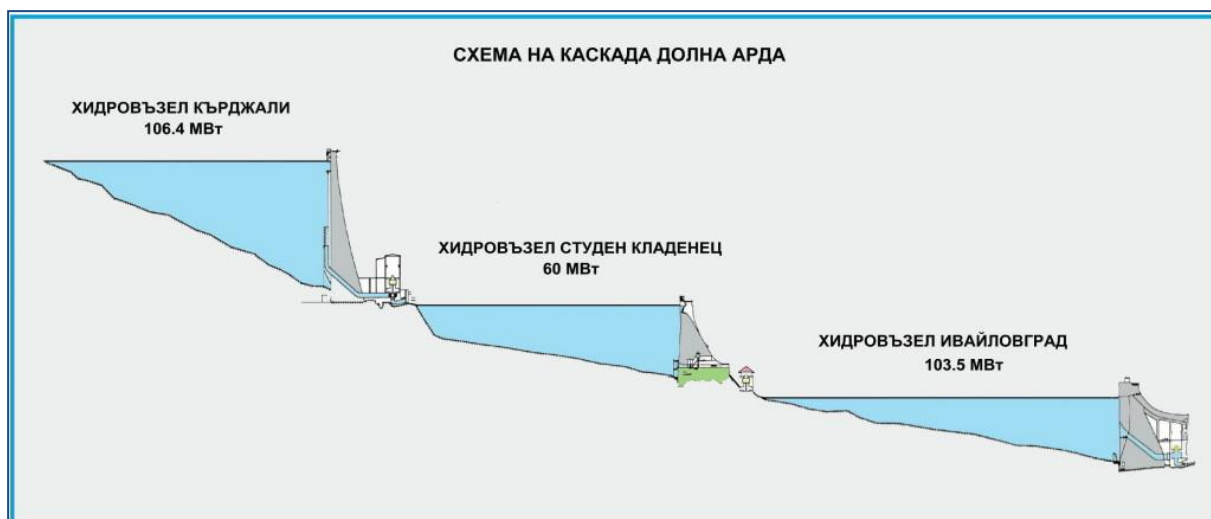 СХЕМА НА КАСКАДА ДОЛНА АРДА
ХИДРОВЪЗЕЛ КЪРДЖАЛИ
106.4 МВт
ХИДРОВЪЗЕЛ СТУДЕН КЛАДЕНЕЦ
60 МВт
ХИДРОВЪЗЕЛ ИВАЙЛОВГРАД
103.5 МВт